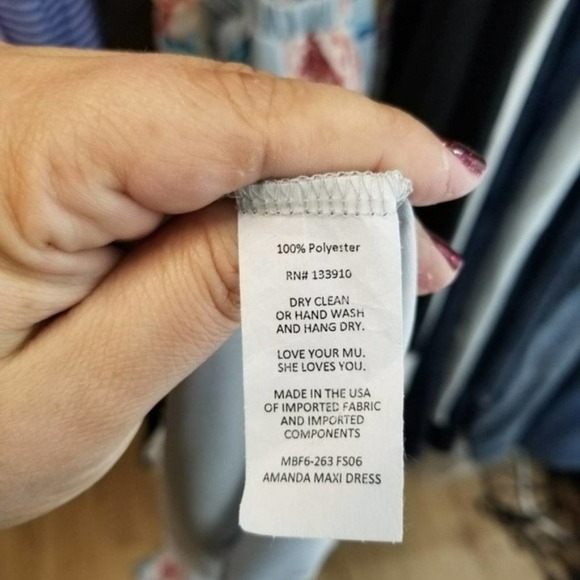 100% Polyester
RN# 133910
DRY CLEAN
OR HAND WASH
AND HANG DRY.
LOVE YOUR MU.
SHE LOVES YOU.
MADE IN THE USA
OF IMPORTED FABRIC
AND IMPORTED
COMPONENTS
MBF6-263 FS06
AMANDA MAXI DRESS